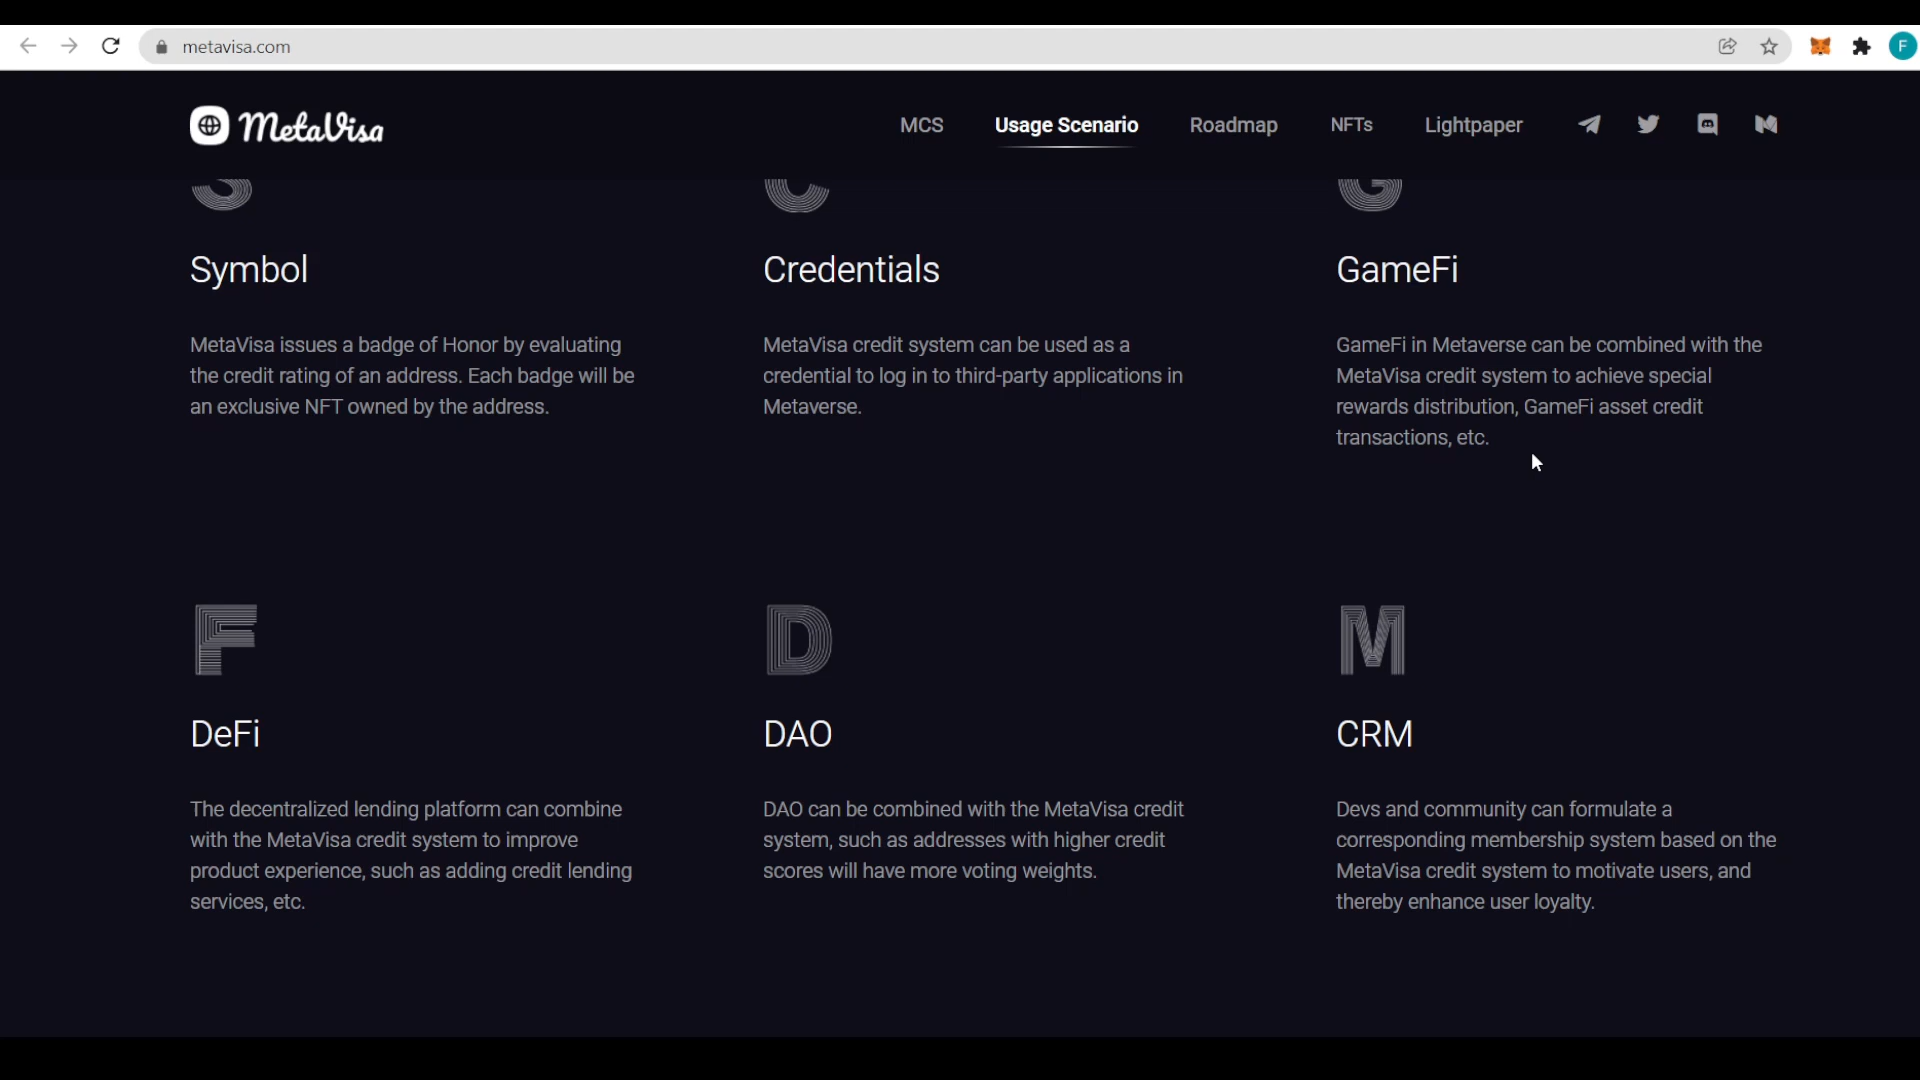 metavisa.com
F
MetaVisa
MCS
Usage Scenario
Roadmap
NFTs
Lightpaper
S
C
G
Symbol
Credentials
GameFi
MetaVisa issues a badge of Honor by evaluating
the credit rating of an address. Each badge will be
an exclusive NFT owned by the address.
MetaVisa credit system can be used as a
credential to log in to third-party applications in
Metaverse.
GameFi in Metaverse can be combined with the
MetaVisa credit system to achieve special
rewards distribution, GameFi asset credit
transactions, etc.
F
D
M
DeFi
DAO
CRM
The decentralized lending platform can combine
with the MetaVisa credit system to improve
product experience, such as adding credit lending
services, etc.
DAO can be combined with the MetaVisa credit
system, such as addresses with higher credit
scores will have more voting weights.
Devs and community can formulate a
corresponding membership system based on the
MetaVisa credit system to motivate users, and
thereby enhance user loyalty.